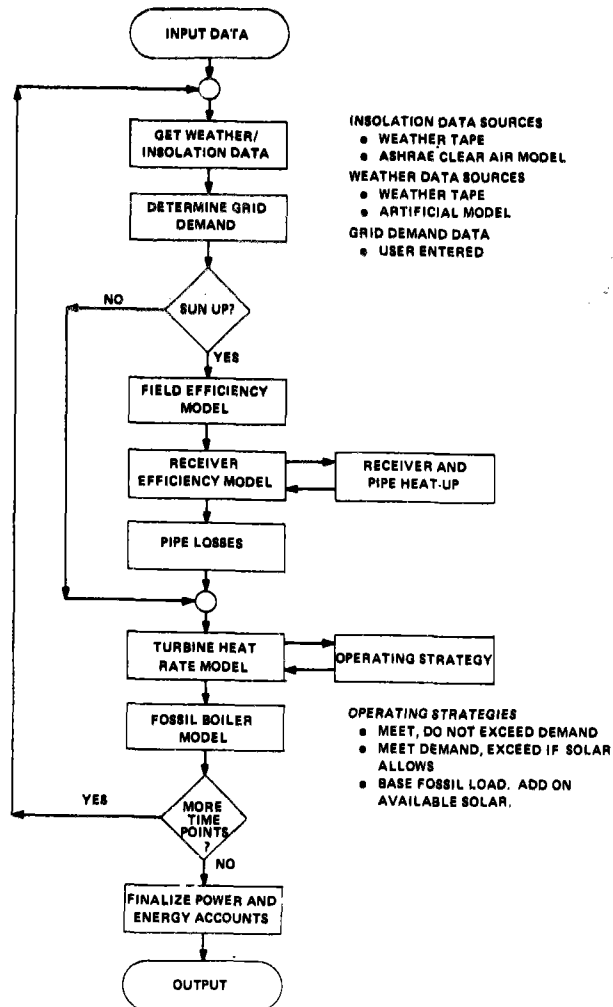 INPUT DATA
GET WEATHER/
INSOLATION DATA
DETERMINE GRID
DEMAND
INSOLATION DATA SOURCES
● WEATHER TAPE
● ASHRAE CLEAR AIR MODEL
WEATHER DATA SOURCES
● WEATHER TAPE
● ARTIFICIAL MODEL
GRID DEMAND DATA
● USER ENTERED
NO
SUN UP?
YES
FIELD EFFICIENCY
MODEL
RECEIVER
EFFICIENCY MODEL
RECEIVER AND
PIPE HEAT-UP
PIPE LOSSES
TURBINE HEAT
RATE MODEL
OPERATING STRATEGY
FOSSIL BOILER
MODEL
OPERATING STRATEGIES
● MEET, DO NOT EXCEED DEMAND
● MEET DEMAND, EXCEED IF SOLAR
ALLOWS
● BASE FOSSIL LOAD. ADD ON
AVAILABLE SOLAR.
YES
MORE
TIME
POINTS
?
NO
FINALIZE POWER AND
ENERGY ACCOUNTS
OUTPUT